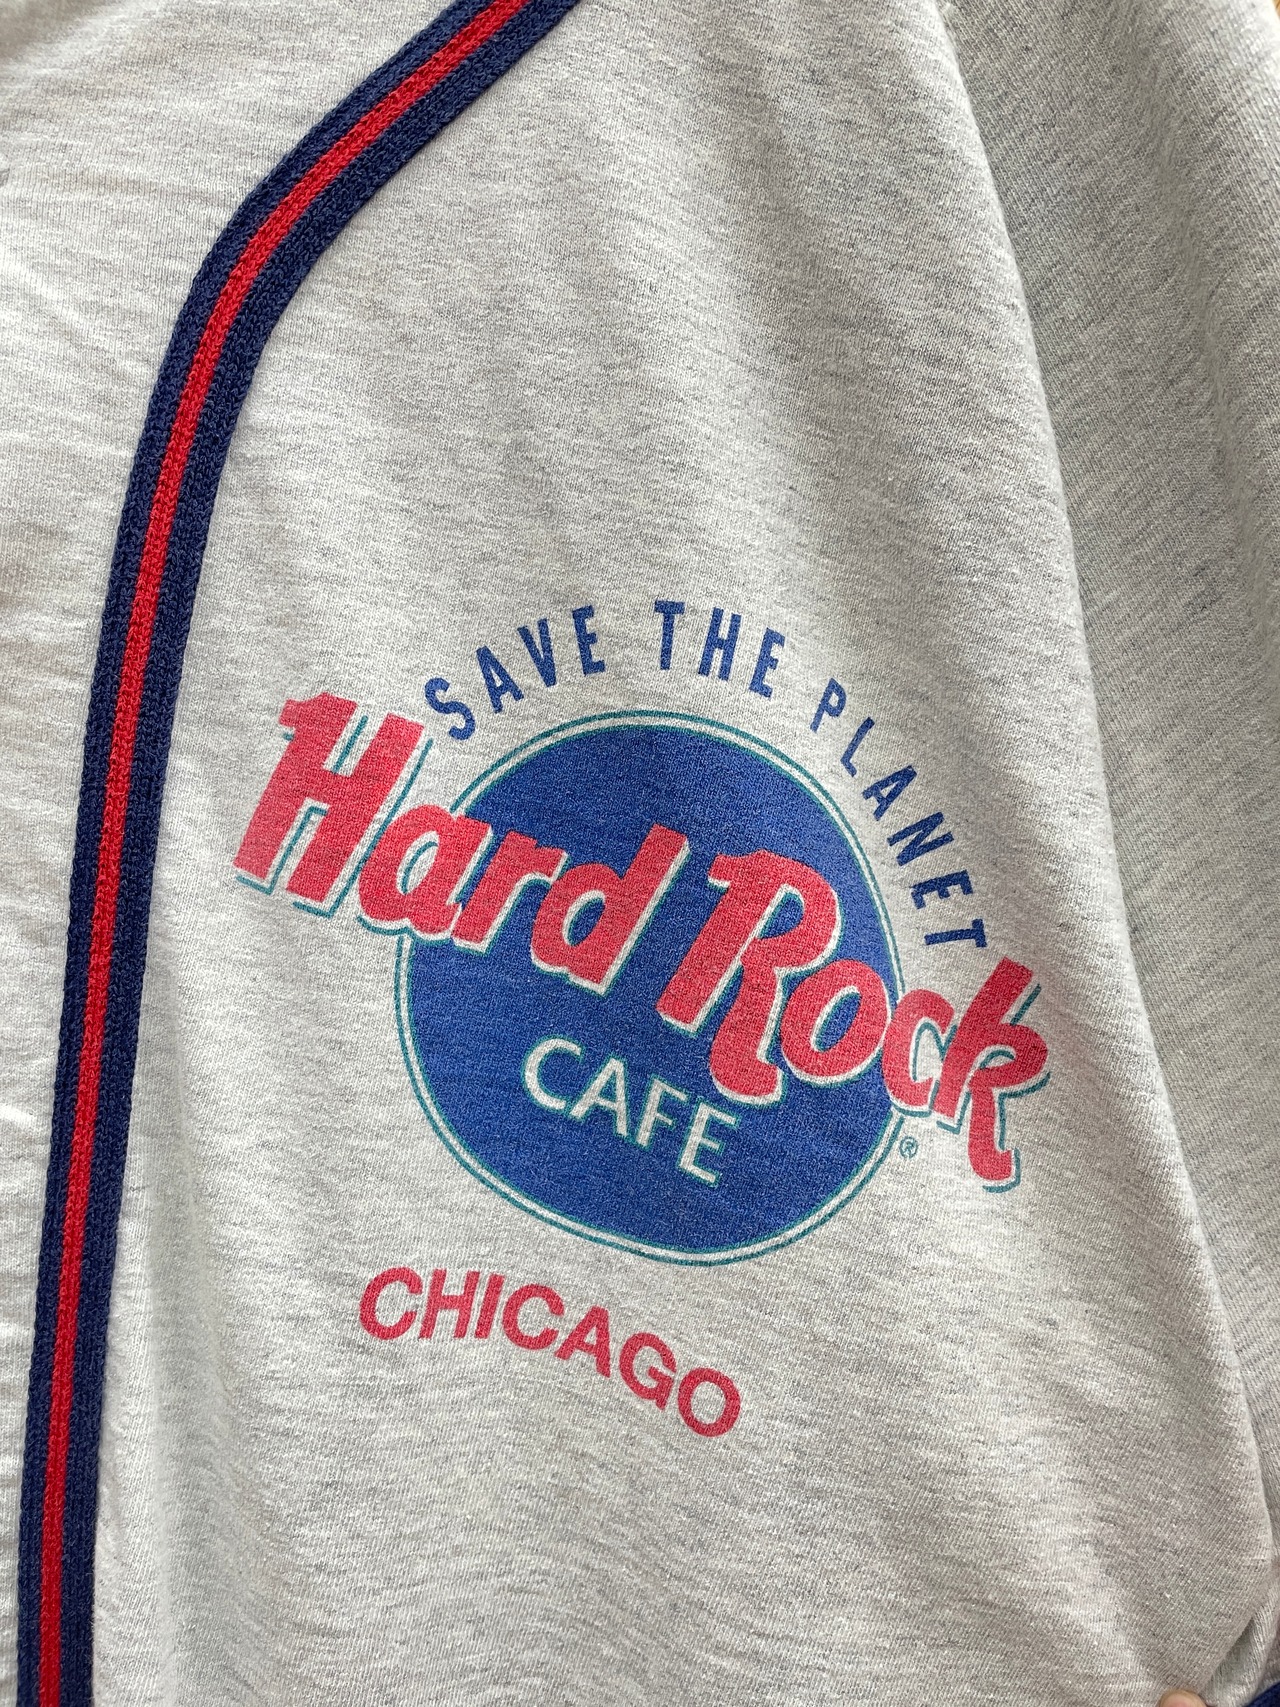 SAVE THE PLANET
Hard Rock
CAFE
®
CHICAGO